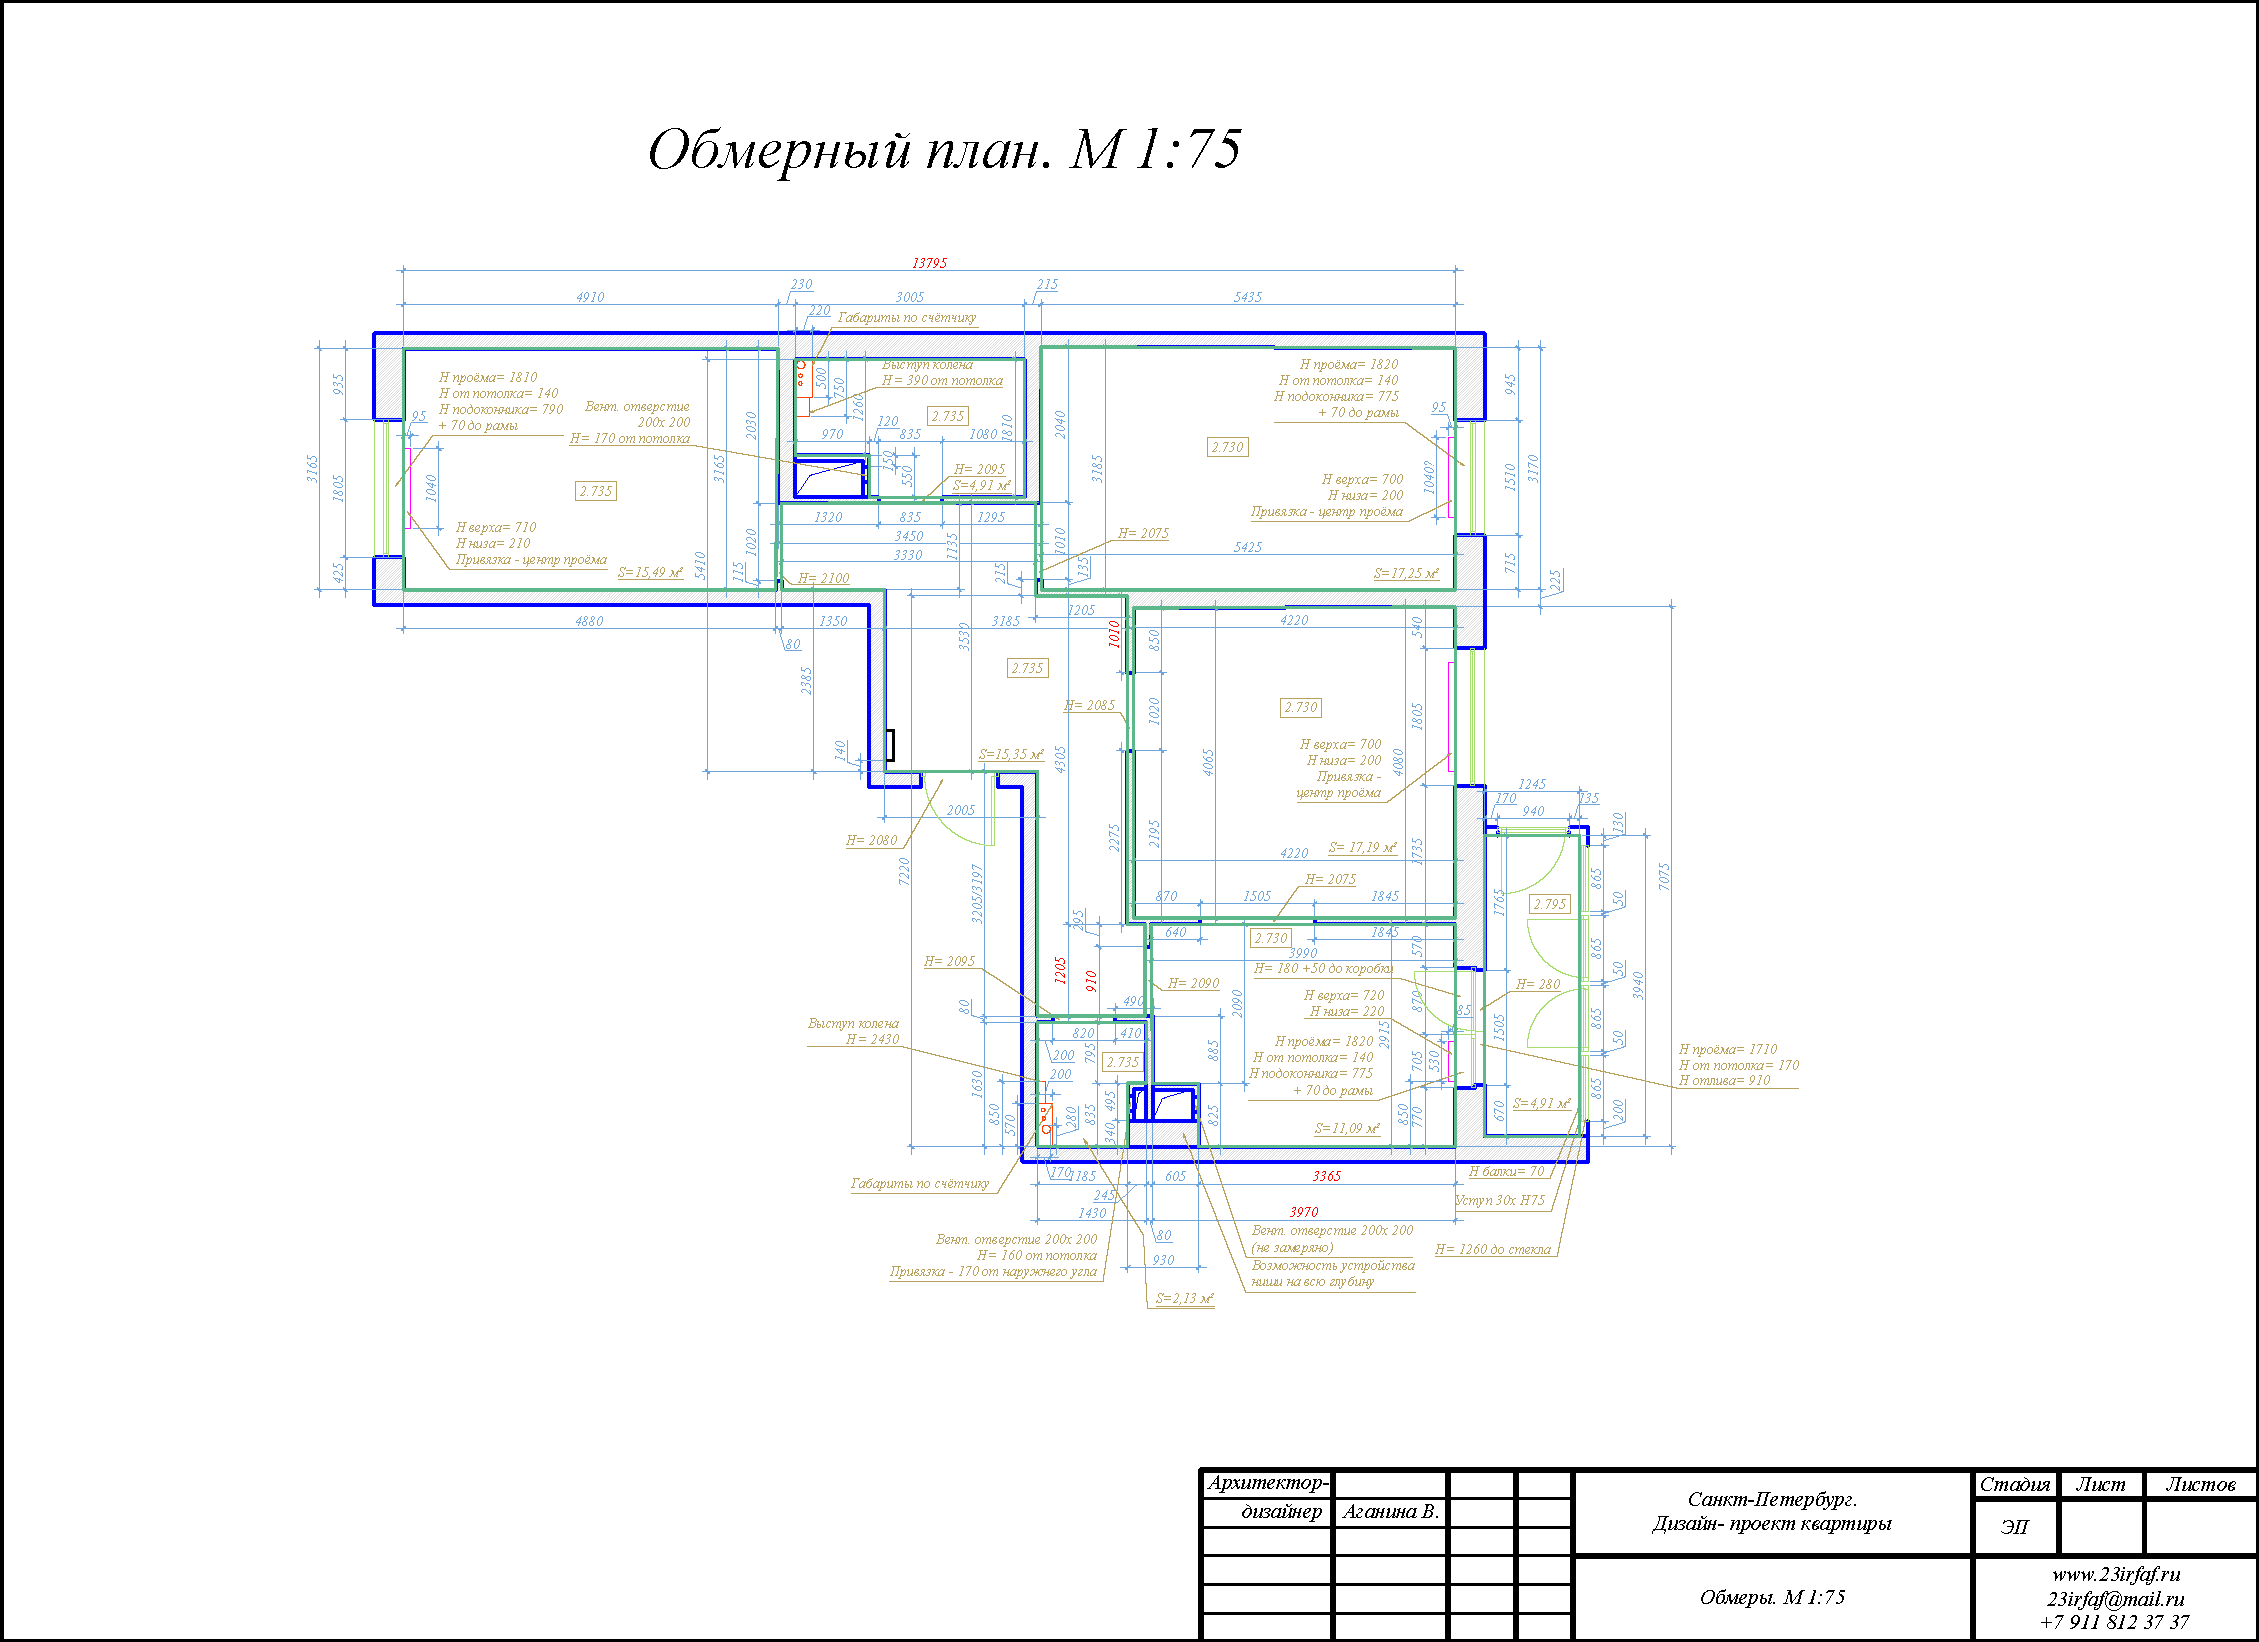 Обмерный план. М 1:75
13795
230
215
4910
3005
5435
220
Габариты по счётчику
Выступ колена
H= 390 от потолка
H проёма= 1810
H от потолка= 140
H подоконника= 790
+ 70 до рамы
Вент. отверстие
200х 200
H= 170 от потолка
H проёма= 1820
H от потолка= 140
H подоконника= 775
+ 70 до рамы
935
95
3165
1805
1040
425
2.735
2030
3165
500
750
1260
2.735
1810
970
120
835
1080
150
550
H= 2095
S=4,91 м²
2040
3185
2.730
95
1040?
945
1510
3170
715
225
H верха= 700
H низа= 200
Привязка - центр проёма
H верха= 710
H низа= 210
Привязка - центр проёма
S=15,49 м²
1320
835
1295
3450
3330
1135
1020
115
5410
H= 2100
1010
215
135
H= 2075
5425
S=17,25 м²
4880
80
1350
3185
1205
4220
1010
850
540
2385
3530
2.735
H= 2085
1020
2.730
1805
4065
4080
H верха= 700
H низа= 200
Привязка -
центр проёма
140
S=15,35 м²
4305
2005
H= 2080
7220
3205/3197
2275
2195
4220
S= 17,19 м²
1735
H= 2075
870
1505
1845
1245
170
135
940
130
865
7075
1765
2.795
50
295
640
2.730
1845
3990
570
865
H= 2095
1205
910
H= 2090
H= 180 +50 до коробки
50
3940
H= 280
80
490
2090
H верха= 720
H низа= 220
870
85
2915
1505
865
Выступ колена
H= 2430
820
410
200
200
795
2.735
885
H проёма= 1820
H от потолка= 140
H подоконника= 775
+ 70 до рамы
705
530
50
H проёма= 1710
H от потолка= 170
H отлива= 910
1630
850
570
280
835
495
340
825
S=11,09 м²
850
770
670
S=4,91 м²
865
200
170
1185
605
3365
H балки= 70
Габариты по счётчику
245
Уступ 30х H75
1430
3970
80
Вент. отверстие 200х 200
H= 160 от потолка
Привязка - 170 от наружнего угла
930
Вент. отверстие 200х 200
(не замеряно)
Возможность устройства
ниши на всю глубину
H= 1260 до стекла
S=2,13 м²
Архитектор-
дизайнер
Аганина В.
Санкт-Петербург.
Дизайн- проект квартиры
Стадия
Лист
Листов
ЭП
Обмеры. М 1:75
www.23irfaf.ru
23irfaf@mail.ru
+7 911 812 37 37